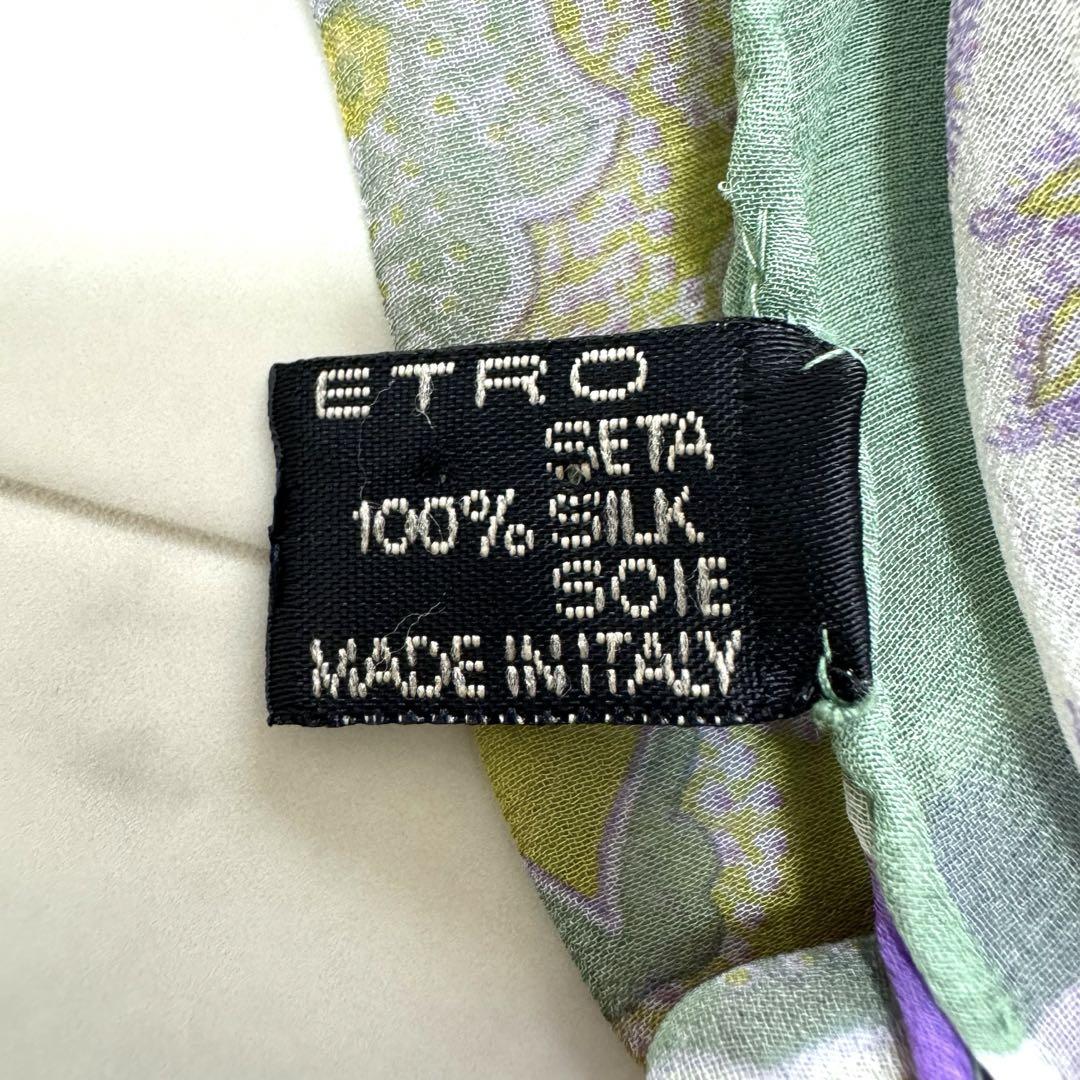 ETRO
SETA
100% SILK
SOIE
MADE IN ITALY